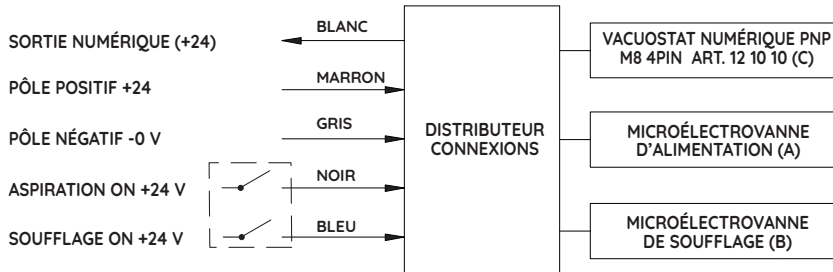 SORTIE NUMÉRIQUE (+24)
BLANC
PÔLE POSITIF +24
MARRON
PÔLE NÉGATIF -0 V
GRIS
ASPIRATION ON +24 V
NOIR
SOUFFLAGE ON +24 V
BLEU
DISTRIBUTEUR
CONNEXIONS
VACUOSTAT NUMÉRIQUE PNP
M8 4PIN ART. 12 10 10 (C)
MICROÉLECTROVANNE
D'ALIMENTATION (A)
MICROÉLECTROVANNE
DE SOUFFLAGE (B)